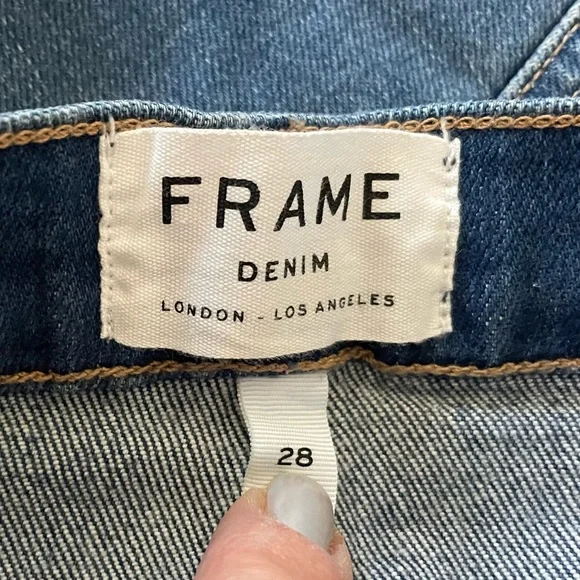 FRAME
DENIM
LONDON - LOS ANGELES
28